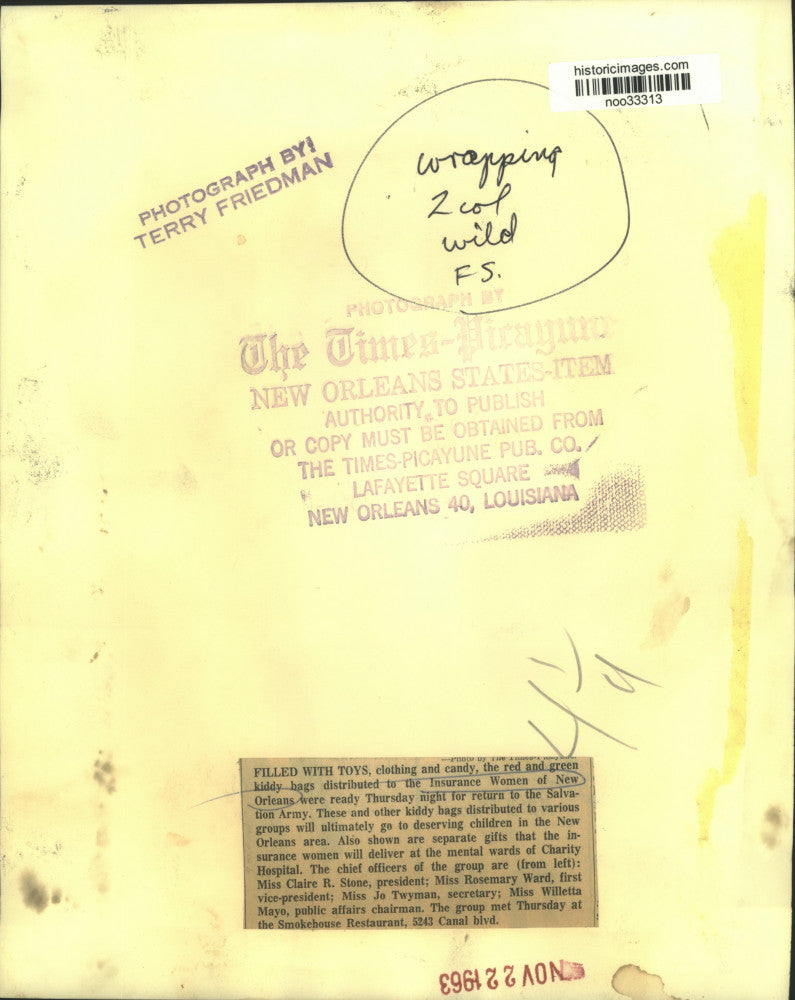 historicimages.com
noo33313
PHOTOGRAPH BY:
TERRY FRIEDMAN
wrapping
2 col
wild
F S.
PHOTOGRAPH BY
The Times-Picayune
NEW ORLEANS STATES-ITEM
AUTHORITY TO PUBLISH
OR COPY MUST BE OBTAINED FROM
THE TIMES-PICAYUNE PUB. CO.
LAFAYETTE SQUARE
NEW ORLEANS 40, LOUISIANA
—Photo by The Times-Picayune.
FILLED WITH TOYS, clothing and candy, the red and green
kiddy bags distributed to the Insurance Women of New
Orleans were ready Thursday night for return to the Salva-
tion Army. These and other kiddy bags distributed to various
groups will ultimately go to deserving children in the New
Orleans area. Also shown are separate gifts that the in-
surance women will deliver at the mental wards of Charity
Hospital. The chief officers of the group are (from left):
Miss Claire R. Stone, president; Miss Rosemary Ward, first
vice-president; Miss Jo Twyman, secretary; Miss Willetta
Mayo, public affairs chairman. The group met Thursday at
the Smokehouse Restaurant, 5243 Canal blvd.
NOV 22 1963